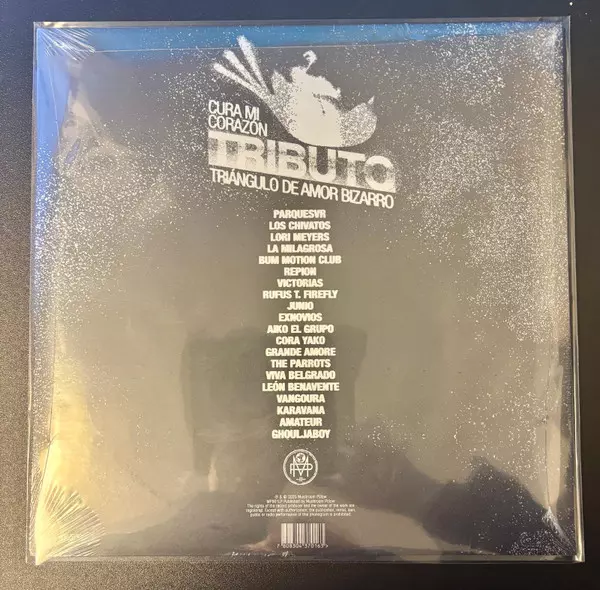 CURA MI
CORAZÓN
TRIBUTO
TRIÁNGULO DE AMOR BIZARRO
PARQUESVR
LOS CHIVATOS
LORI MEYERS
LA MILAGROSA
BUM MOTION CLUB
REPION
VICTORIAS
RUFUS T. FIREFLY
JUNIO
EXNOVIOS
AIKO EL GRUPO
CORA YAKO
GRANDE AMORE
THE PARROTS
VIVA BELGRADO
LEÓN BENAVENTE
VANGOURA
KARAVANA
AMATEUR
GHOULJABOY